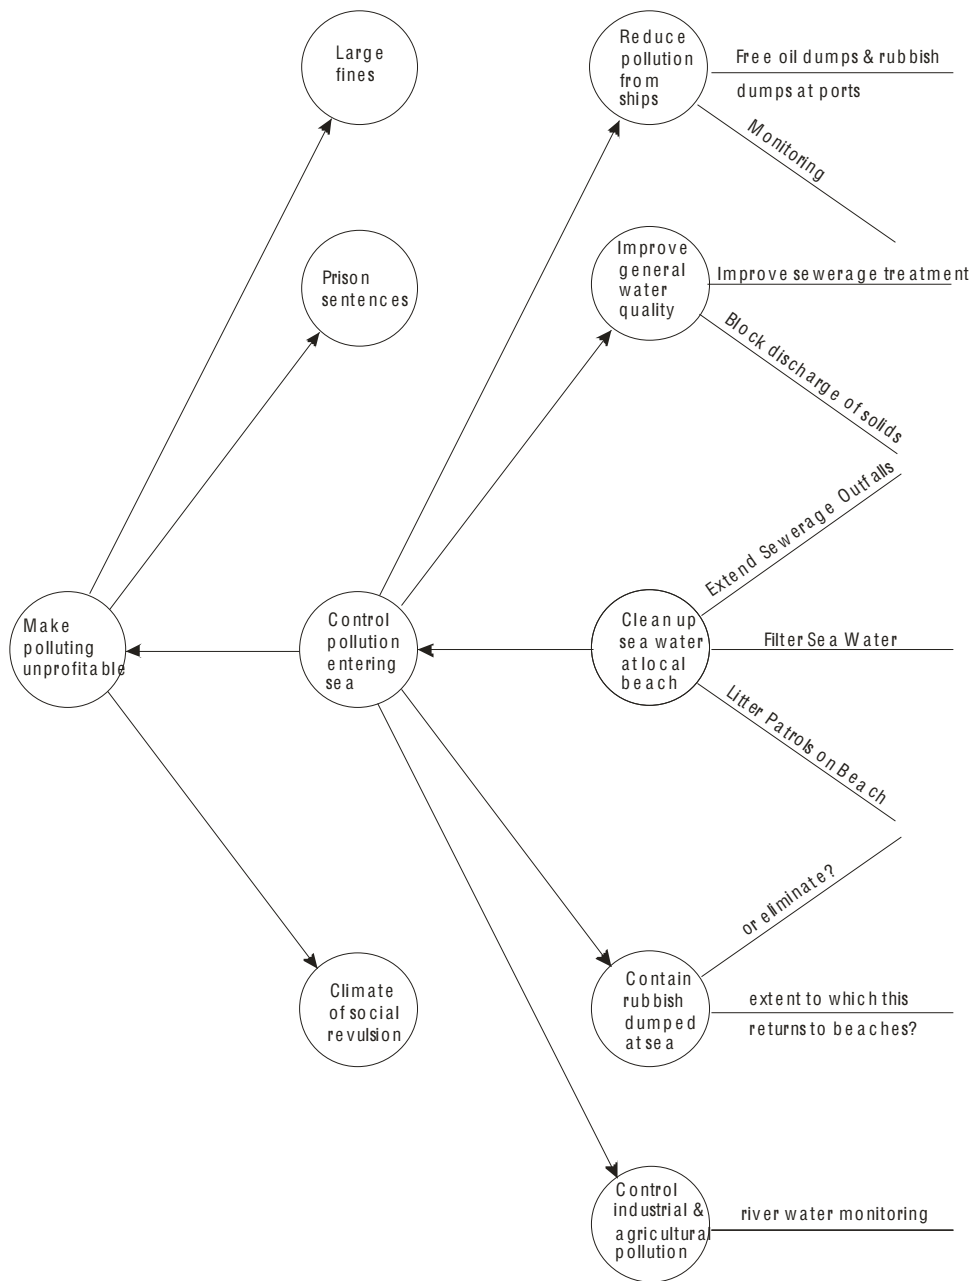 Large
fines
Reduce
pollution
from
ships
Free oil dumps & rubbish
dumps at ports
Monitoring
Prison
sentences
Improve
general
water
quality
Improve sewerage treatment
Block discharge of solids
Extend Sewerage Outfalls
Make
polluting
unprofitable
Control
pollution
entering
sea
Clean up
sea water
at local
beach
Filter Sea Water
Litter Patrols on Beach
or eliminate?
Climate
of social
revulsion
Contain
rubbish
dumped
at sea
extent to which this
returns to beaches?
Control
industrial &
agricultural
pollution
river water monitoring